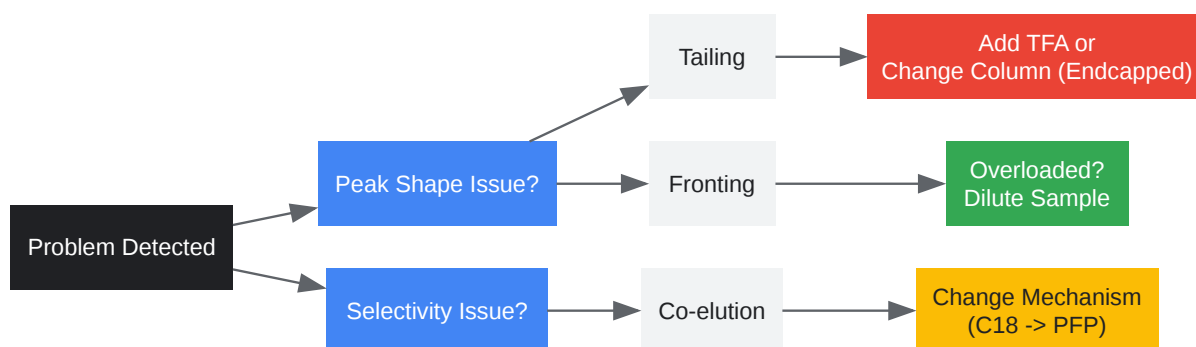 Problem Detected
Peak Shape Issue?
Selectivity Issue?
Tailing
Fronting
Co-elution
Add TFA or
Change Column (Endcapped)
Overloaded?
Dilute Sample
Change Mechanism
(C18 -> PFP)